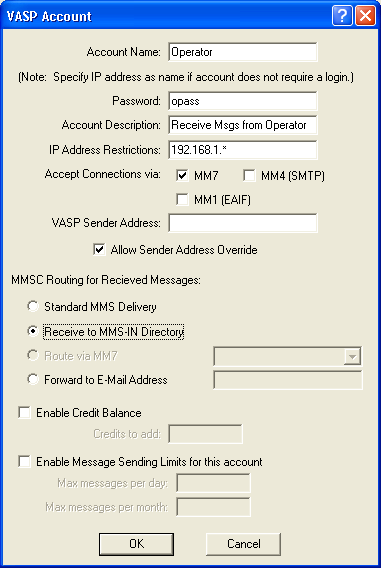 VASP Account
Account Name: Operator
(Note: Specify IP address as name if account does not require a login.)
Password: opass
Account Description: Receive Msgs from Operator
IP Address Restrictions: 192.168.1.*
Accept Connections via: MM7 MM4 (SMTP)
MM1 (EAIF)
VASP Sender Address:
Allow Sender Address Override
MMSC Routing for Recieved Messages:
Standard MMS Delivery
Receive to MMS-IN Directory
Route via MM7
Forward to E-Mail Address
Enable Credit Balance
Credits to add:
Enable Message Sending Limits for this account
Max messages per day:
Max messages per month:
OK Cancel